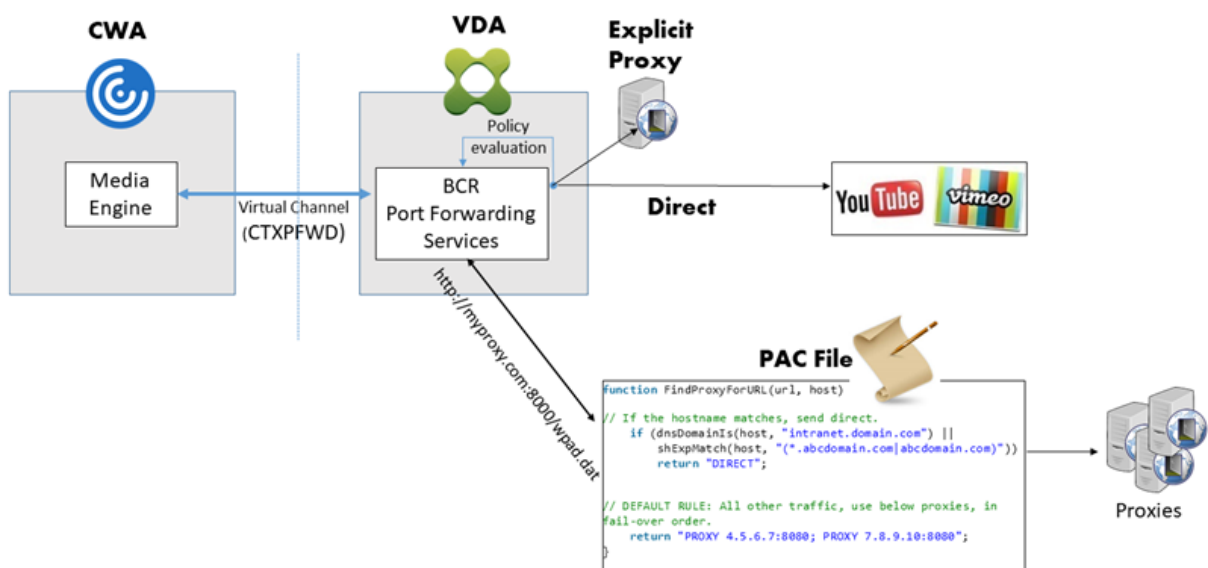 CWA
VDA
Explicit
Proxy
Policy
evaluation
Media
Engine
Virtual Channel
(CTXPFWD)
BCR
Port Forwarding
Services
Direct
YouTube
vimeo
http://myproxy.com:8000/wpad.dat
PAC File
function FindProxyForURL(url, host)
// If the hostname matches, send direct.
if (dnsDomainIs(host, "intranet.domain.com") ||
shExpMatch(host, "(*.abcdomain.com|abcdomain.com)"))
return "DIRECT";
// DEFAULT RULE: All other traffic, use below proxies, in
fail-over order.
return "PROXY 4.5.6.7:8080; PROXY 7.8.9.10:8080";
}
Proxies